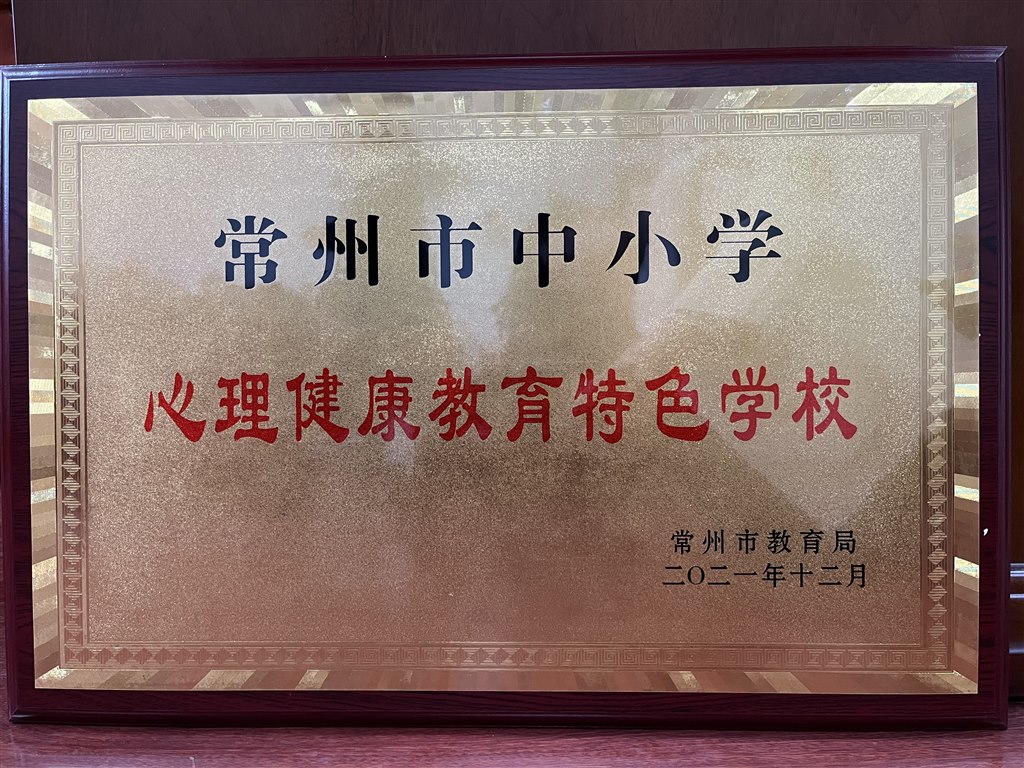 常州市中小学
心理健康教育特色学校
常州市教育局
二〇二一年十二月